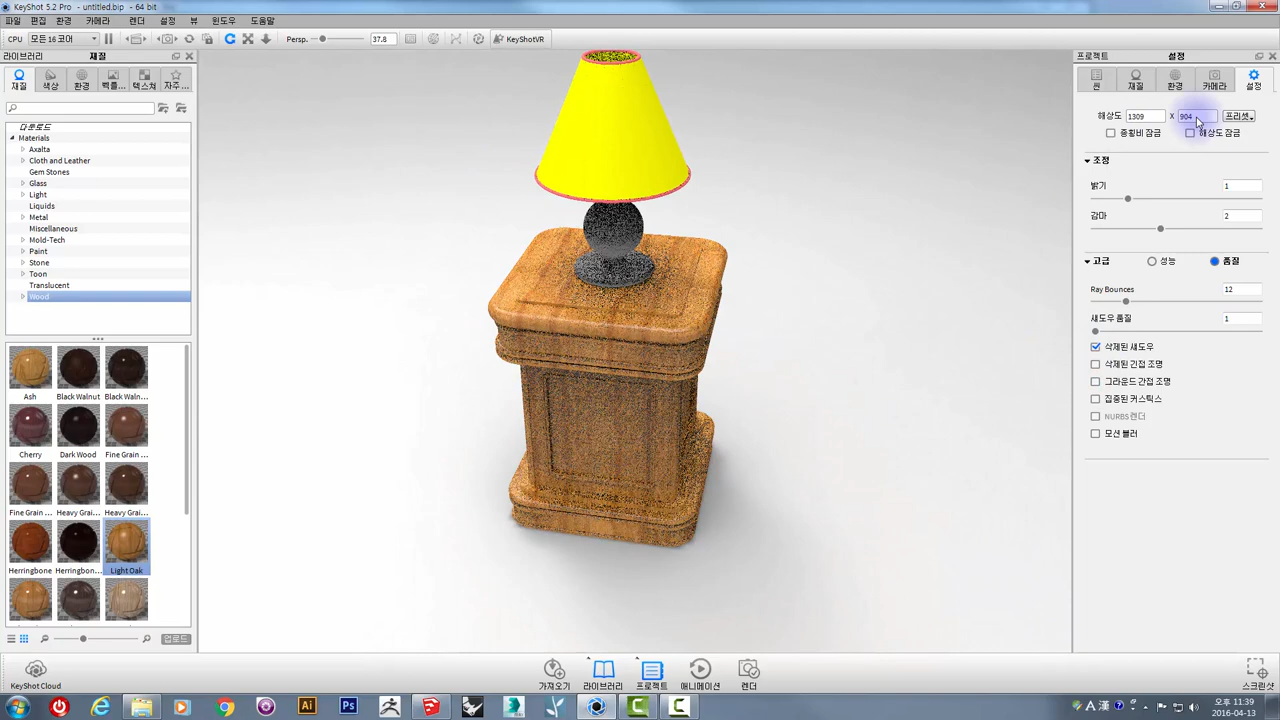 KeyShot 5.2 Pro - untitled.bip - 64 bit
파일 편집 환경 카메라 렌더 설정 뷰 윈도우 도움말
CPU 모든 16 코어 Persp. 37.8 KeyShotVR
라이브러리 재질
재질 색상 환경 백플... 텍스쳐 자주...
다운로드
Materials
Axalta
Cloth and Leather
Gem Stones
Glass
Light
Liquids
Metal
Miscellaneous
Mold-Tech
Paint
Stone
Toon
Translucent
Wood
Ash Black Walnut Black Waln...
Cherry Dark Wood Fine Grain ...
Fine Grain ... Heavy Grai... Heavy Grai...
Herringbone Herringbon... Light Oak
업로드
프로젝트 설정
씬 재질 환경 카메라 설정
해상도 1309 x 904 프리셋
종횡비 잠금 해상도 잠금
조정
밝기 1
감마 2
고급 성능 품질
Ray Bounces 12
섀도우 품질 1
삭제된 섀도우
삭제된 긴접 조명
그라운드 간접 조명
집중된 커스틱스
NURBS 렌더
모션 블러
KeyShot Cloud 가져오기 라이브러리 프로젝트 애니메이션 렌더 스크린샷
Ai Ps A 漢
오후 11:39
2016-04-13